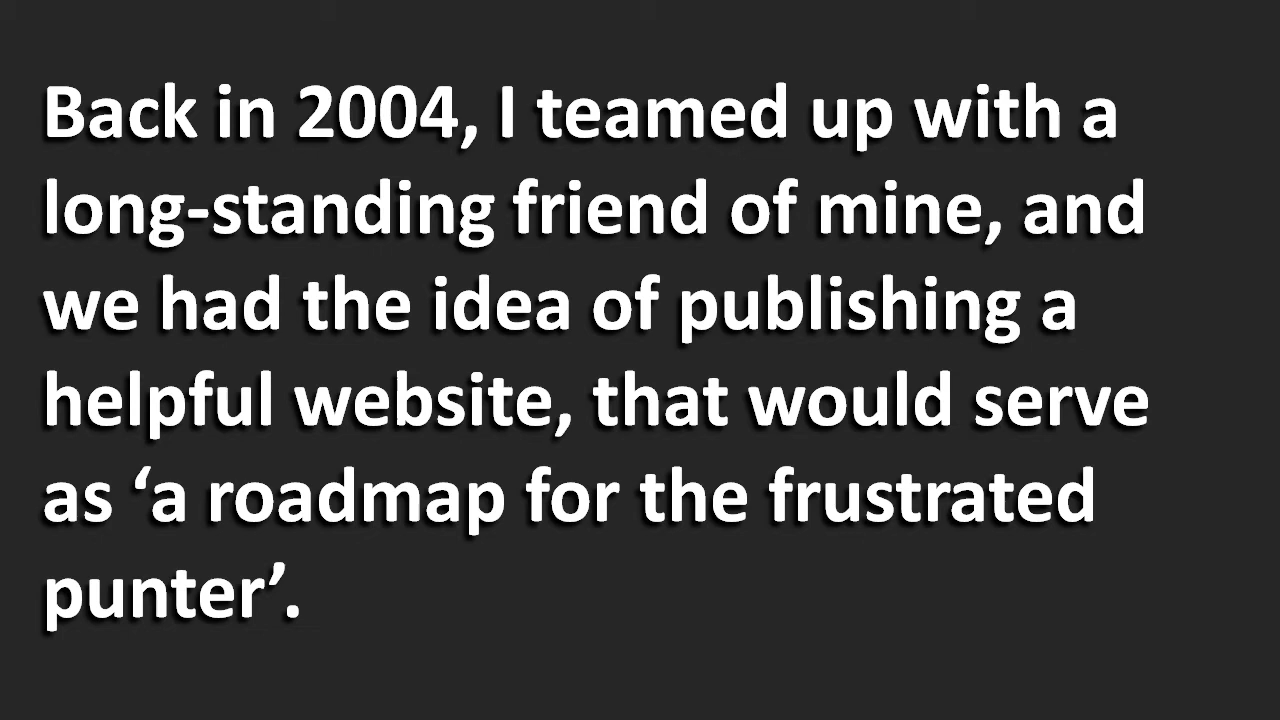 Back in 2004, I teamed up with a
long-standing friend of mine, and
we had the idea of publishing a
helpful website, that would serve
as ‘a roadmap for the frustrated
punter’.